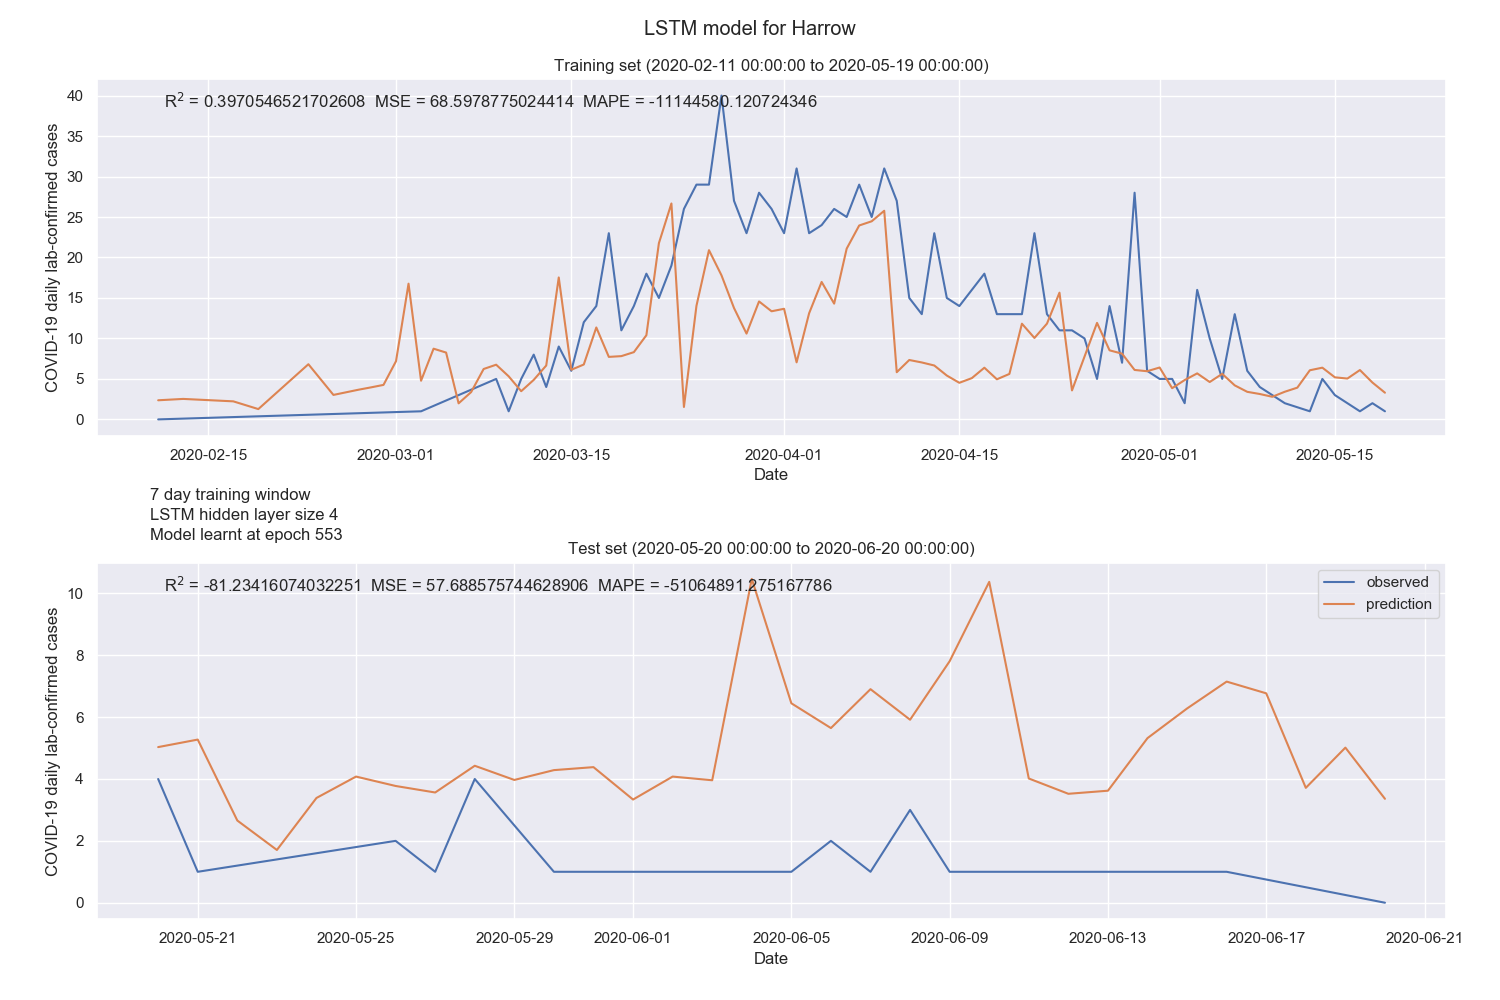 LSTM model for Harrow
Training set (2020-02-11 00:00:00 to 2020-05-19 00:00:00)
R² = 0.3970546521702608 MSE = 68.5978775024414 MAPE = -11144580.120724346
COVID-19 daily lab-confirmed cases
40
35
30
25
20
15
10
5
0
2020-02-15 2020-03-01 2020-03-15 2020-04-01 2020-04-15 2020-05-01 2020-05-15
Date
7 day training window
LSTM hidden layer size 4
Model learnt at epoch 553
Test set (2020-05-20 00:00:00 to 2020-06-20 00:00:00)
R² = -81.23416074032251 MSE = 57.688575744628906 MAPE = -51064891.275167786
observed
prediction
COVID-19 daily lab-confirmed cases
10
8
6
4
2
0
2020-05-21 2020-05-25 2020-05-29 2020-06-01 2020-06-05 2020-06-09 2020-06-13 2020-06-17 2020-06-21
Date